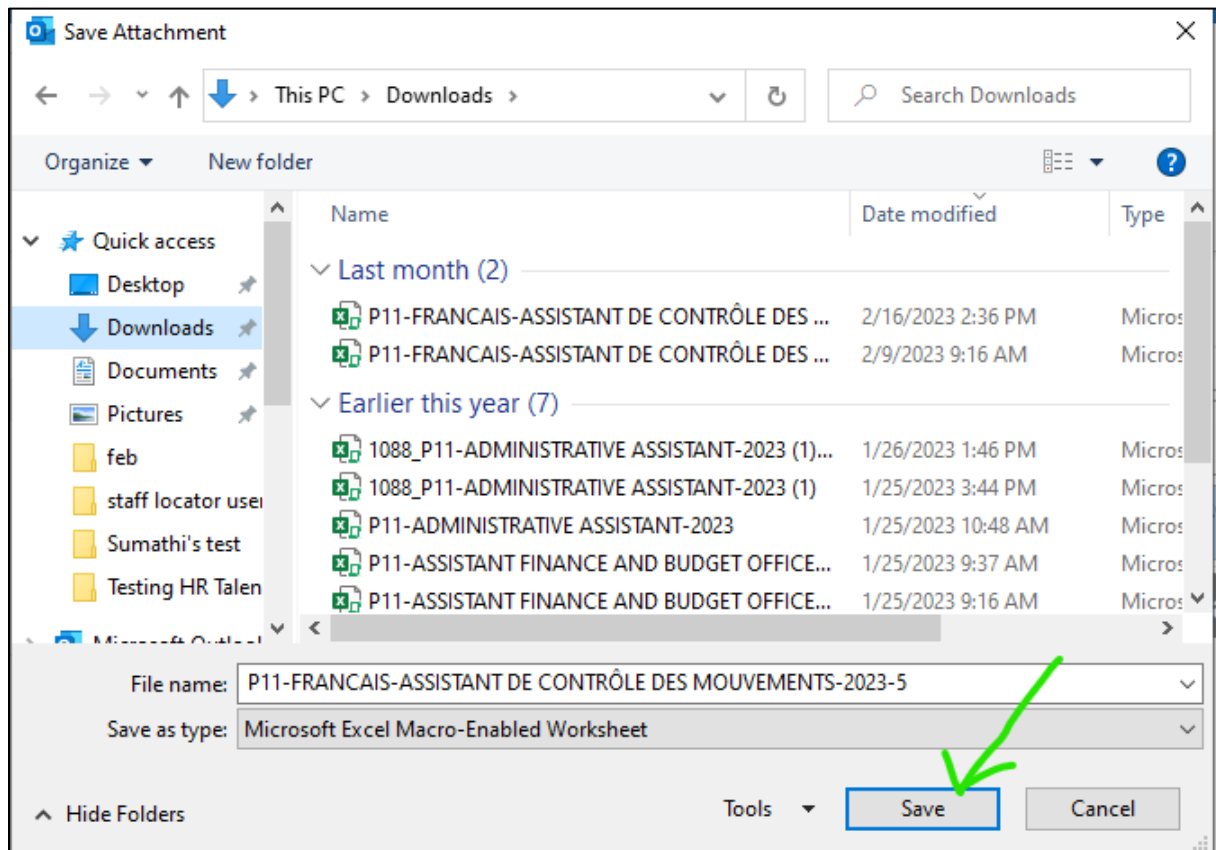 Save Attachment
This PC > Downloads >
Search Downloads
Organize
New folder
Name
Date modified
Type
Quick access
Desktop
Downloads
Documents
Pictures
feb
staff locator user
Sumathi's test
Testing HR Talen
Last month (2)
P11-FRANCAIS-ASSISTANT DE CONTRÔLE DES ... 2/16/2023 2:36 PM Micros
P11-FRANCAIS-ASSISTANT DE CONTRÔLE DES ... 2/9/2023 9:16 AM Micros
Earlier this year (7)
1088_P11-ADMINISTRATIVE ASSISTANT-2023 (1)... 1/26/2023 1:46 PM Micros
1088_P11-ADMINISTRATIVE ASSISTANT-2023 (1) 1/25/2023 3:44 PM Micros
P11-ADMINISTRATIVE ASSISTANT-2023 1/25/2023 10:48 AM Micros
P11-ASSISTANT FINANCE AND BUDGET OFFICE... 1/25/2023 9:37 AM Micros
P11-ASSISTANT FINANCE AND BUDGET OFFICE... 1/25/2023 9:16 AM Micros
File name: P11-FRANCAIS-ASSISTANT DE CONTRÔLE DES MOUVEMENTS-2023-5
Save as type: Microsoft Excel Macro-Enabled Worksheet
Hide Folders
Tools
Save
Cancel